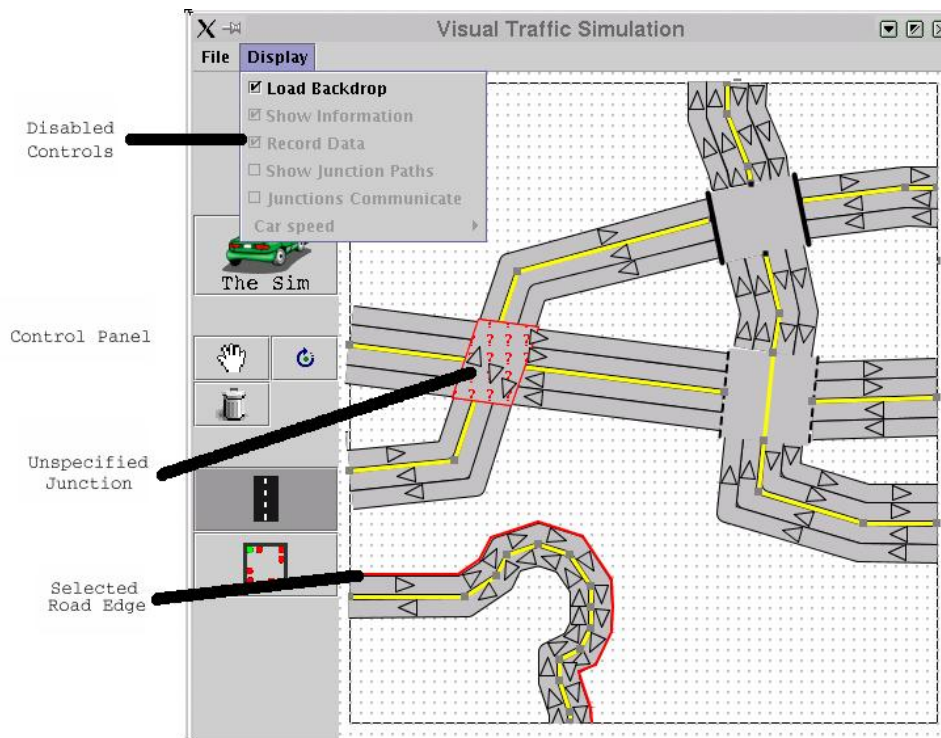 Visual Traffic Simulation
File Display
Load Backdrop
Show Information
Record Data
Show Junction Paths
Junctions Communicate
Car speed
Disabled
Controls
The Sim
Control Panel
? ? ?
? ?
? ?
? ?
? ?
Unspecified
Junction
Selected
Road Edge